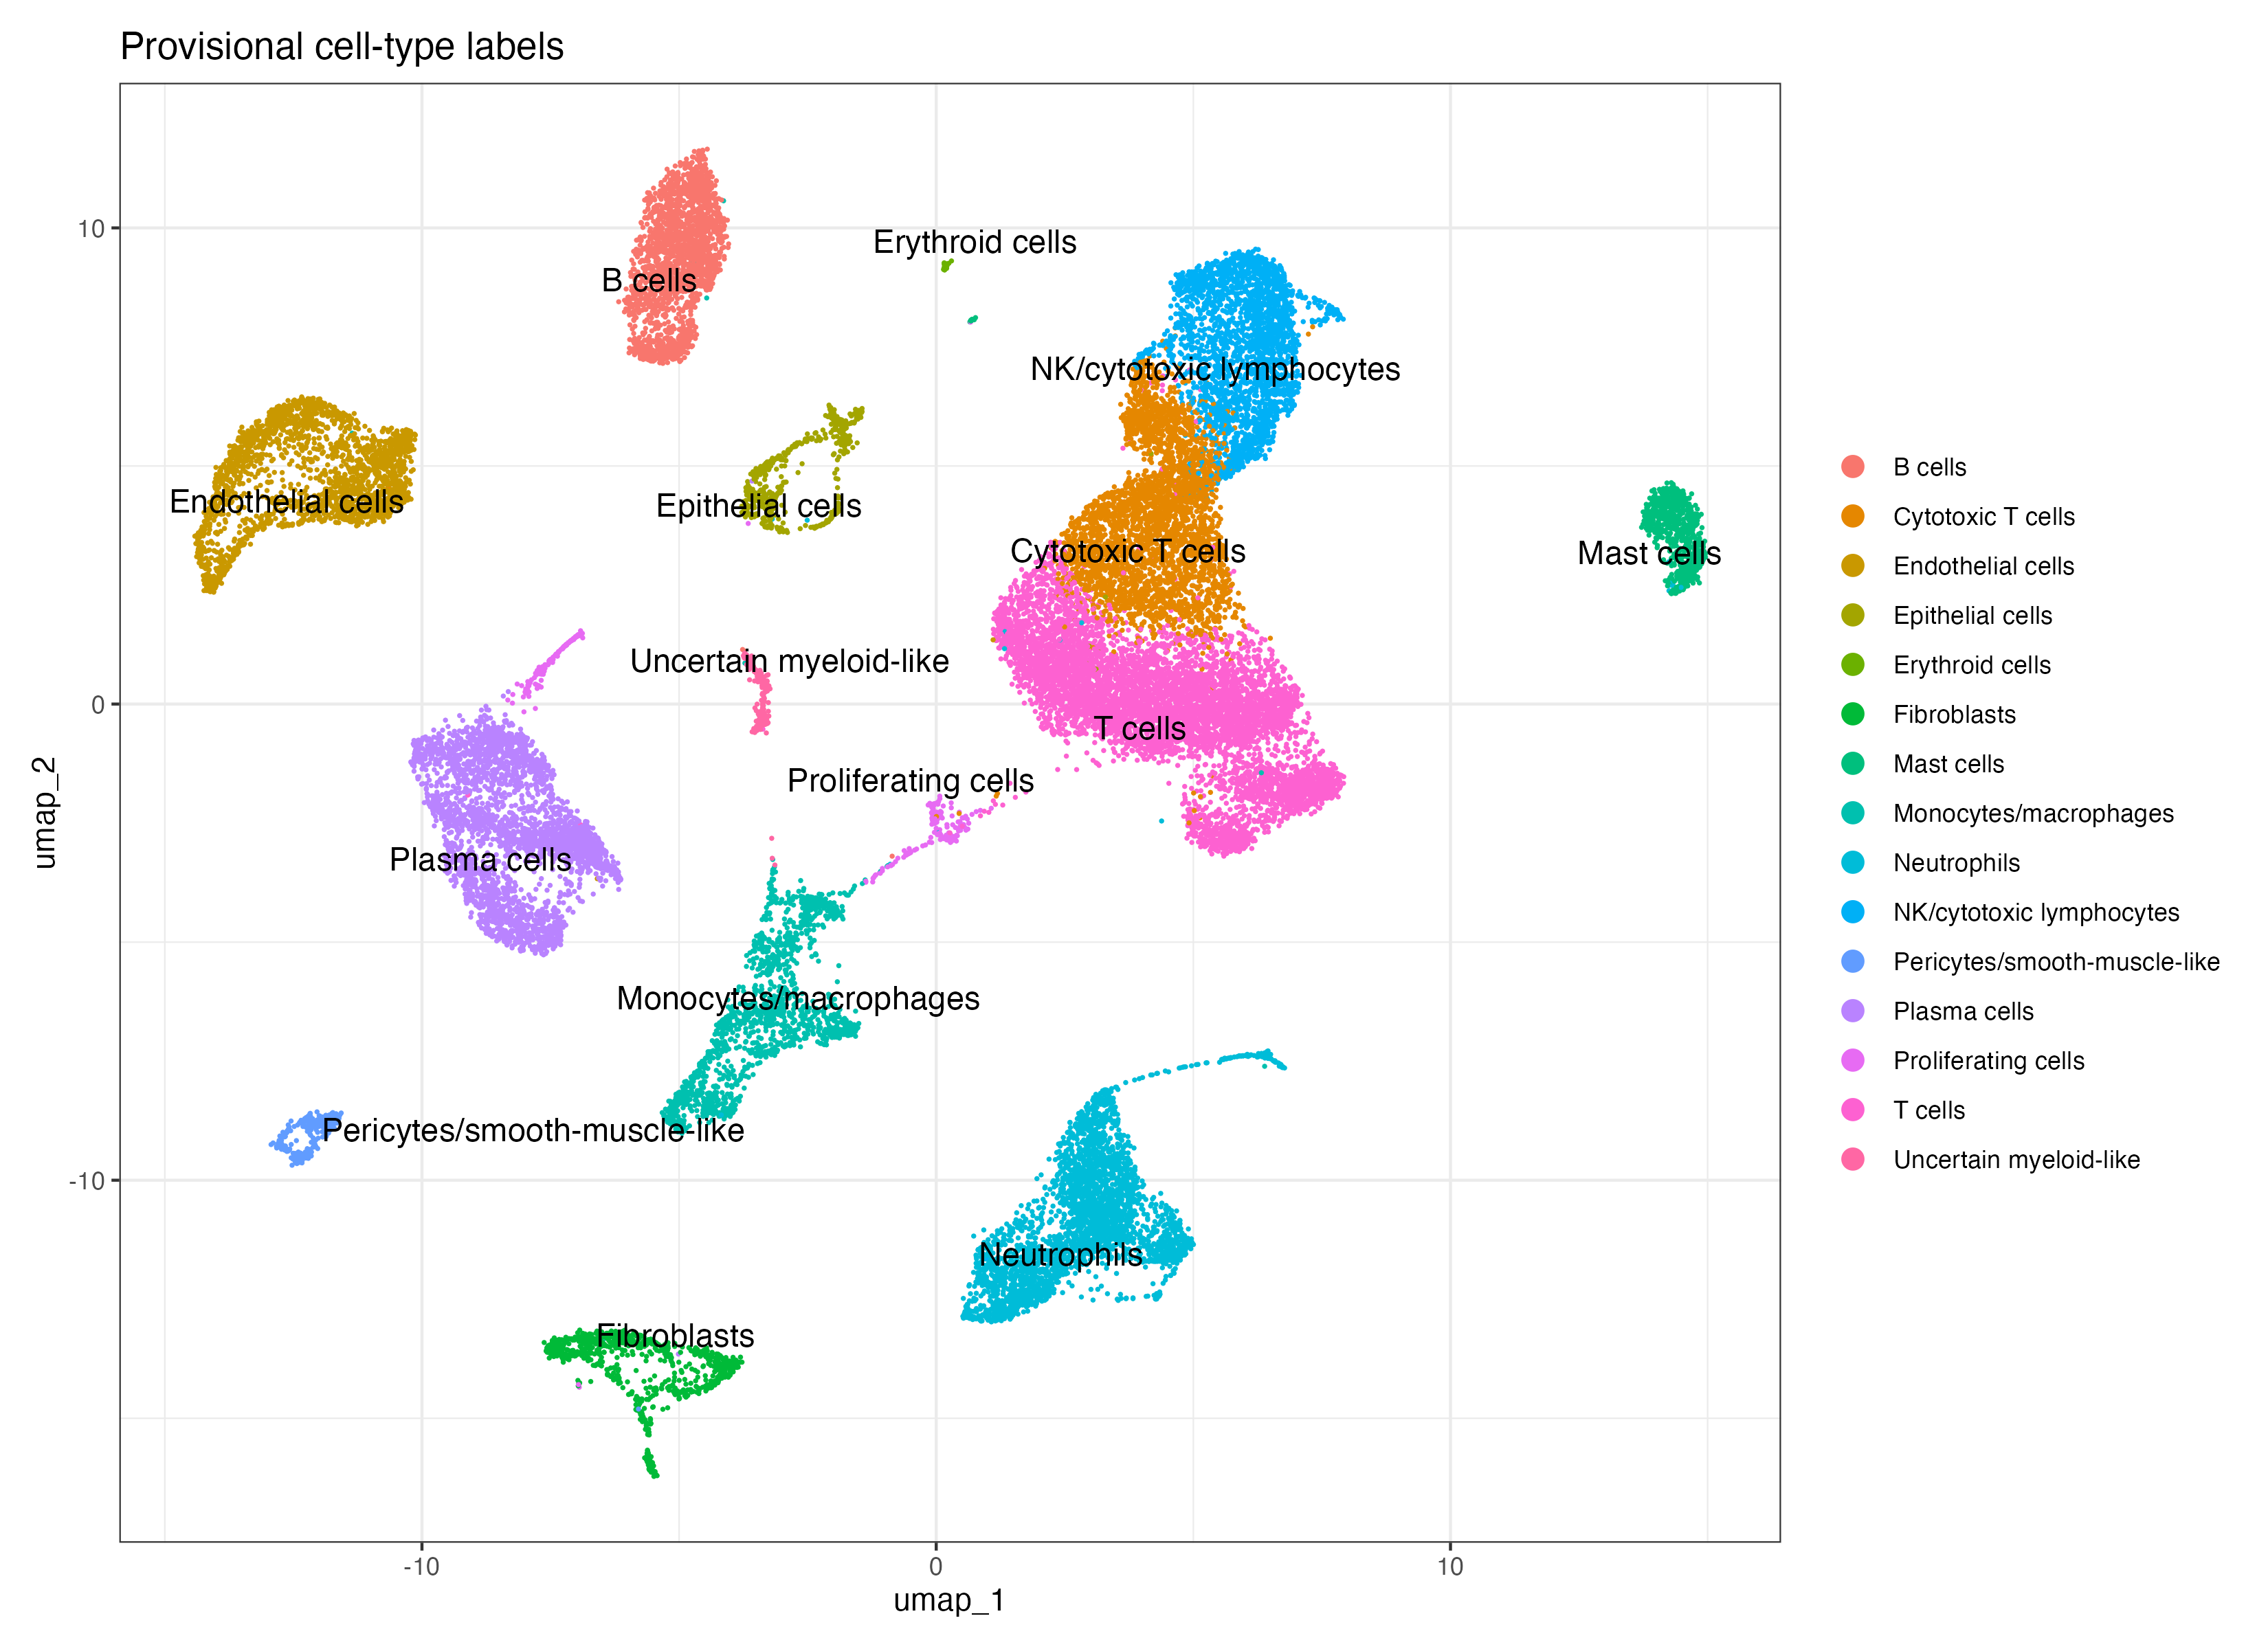 Provisional cell-type labels
10
0
-10
umap_2
B cells
Erythroid cells
NK/cytotoxic lymphocytes
Endothelial cells
Epithelial cells
Cytotoxic T cells
Mast cells
Uncertain myeloid-like
T cells
Proliferating cells
Plasma cells
Monocytes/macrophages
Pericytes/smooth-muscle-like
Neutrophils
Fibroblasts
-10
0
10
umap_1
B cells
Cytotoxic T cells
Endothelial cells
Epithelial cells
Erythroid cells
Fibroblasts
Mast cells
Monocytes/macrophages
Neutrophils
NK/cytotoxic lymphocytes
Pericytes/smooth-muscle-like
Plasma cells
Proliferating cells
T cells
Uncertain myeloid-like